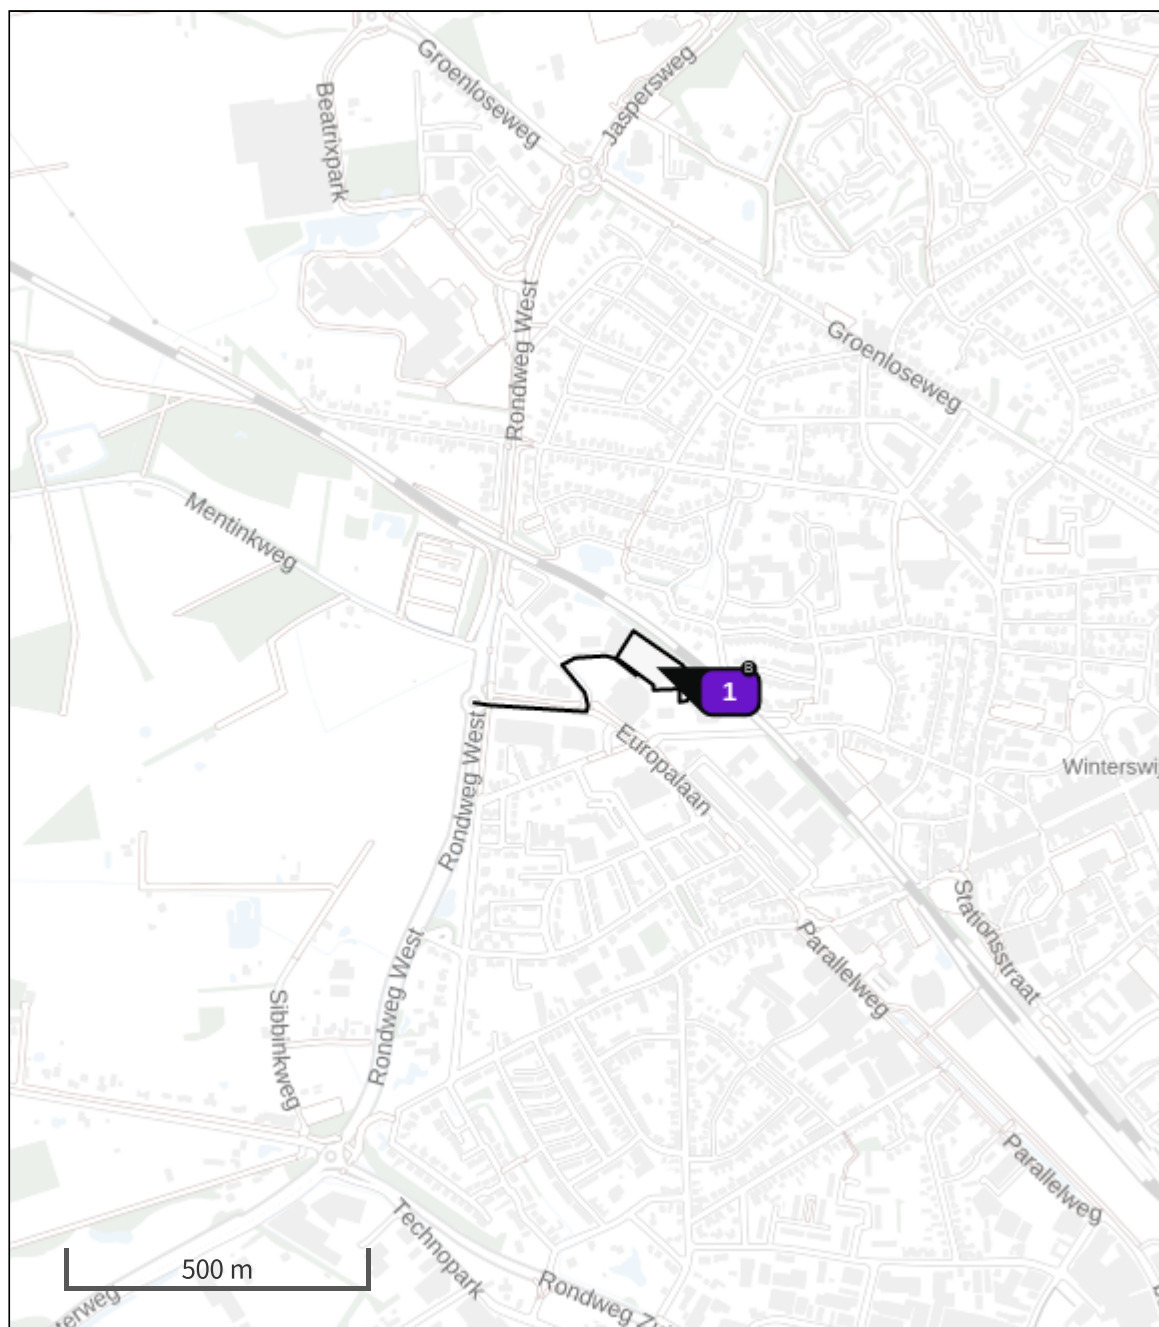 Groenloseweg
Jaspersweg
Beatrixpark
Rondweg West
Groenloseweg
Mentinkweg
B
1
Europalaan
Rondweg West
Winterswij
Stationsstraat
Rondweg West
Parallelweg
Sibbinkweg
Parallelweg
Technopark
500 m
Rondweg Zu
terweg